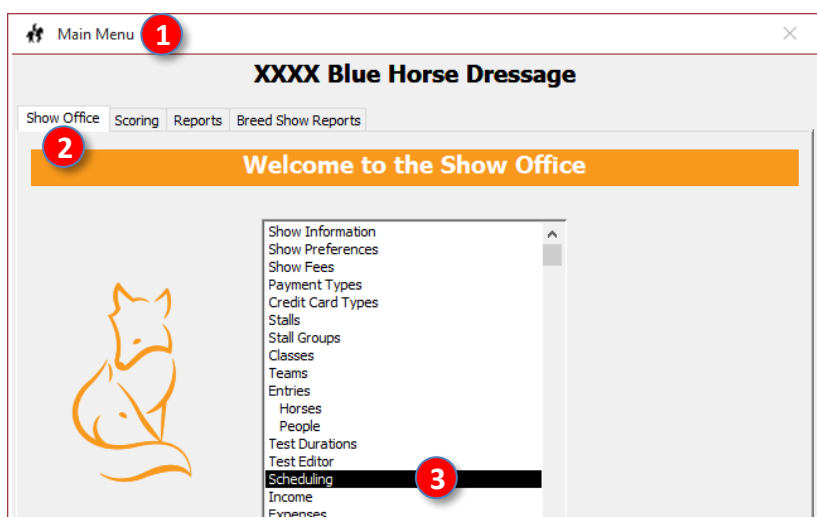 Main Menu 1
XXXX Blue Horse Dressage
Show Office Scoring Reports Breed Show Reports
2
Welcome to the Show Office
Show Information
Show Preferences
Show Fees
Payment Types
Credit Card Types
Stalls
Stall Groups
Classes
Teams
Entries
Horses
People
Test Durations
Test Editor
Scheduling 3
Income
Expenses